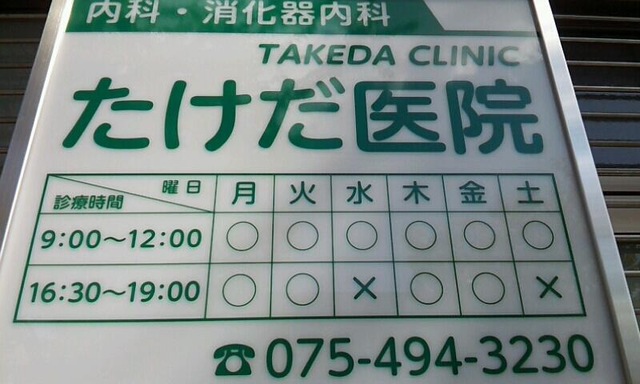 内科・消化器内科
TAKEDA CLINIC
たけだ医院
曜日 月 火 水 木 金 土
診療時間
9:00〜12:00 ○ ○ ○ ○ ○ ○
16:30〜19:00 ○ ○ × ○ ○ ×
☎075-494-3230